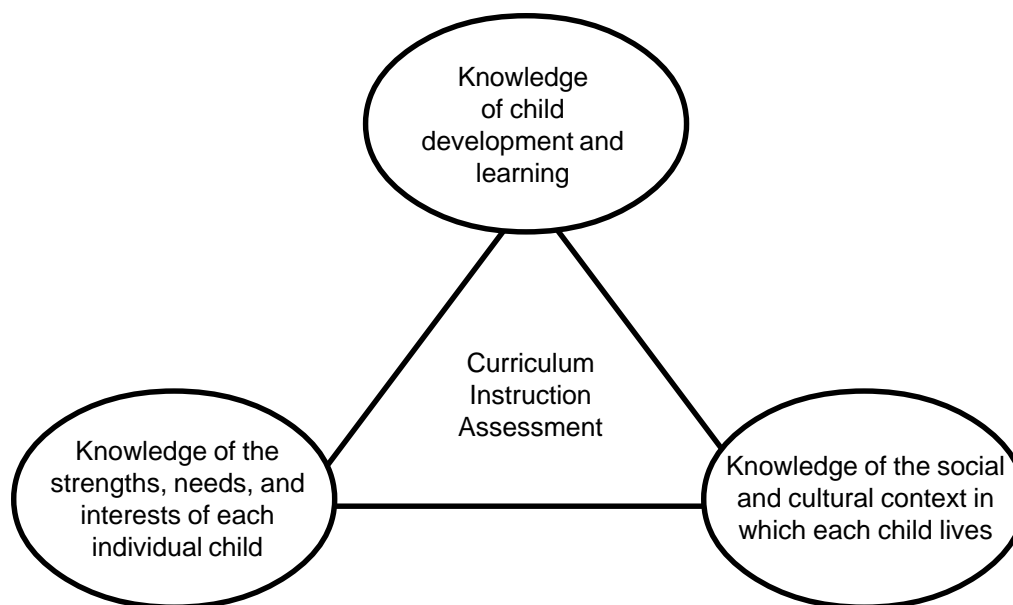 Knowledge
of child
development and
learning
Curriculum
Instruction
Assessment
Knowledge of the
strengths, needs, and
interests of each
individual child
Knowledge of the social
and cultural context in
which each child lives